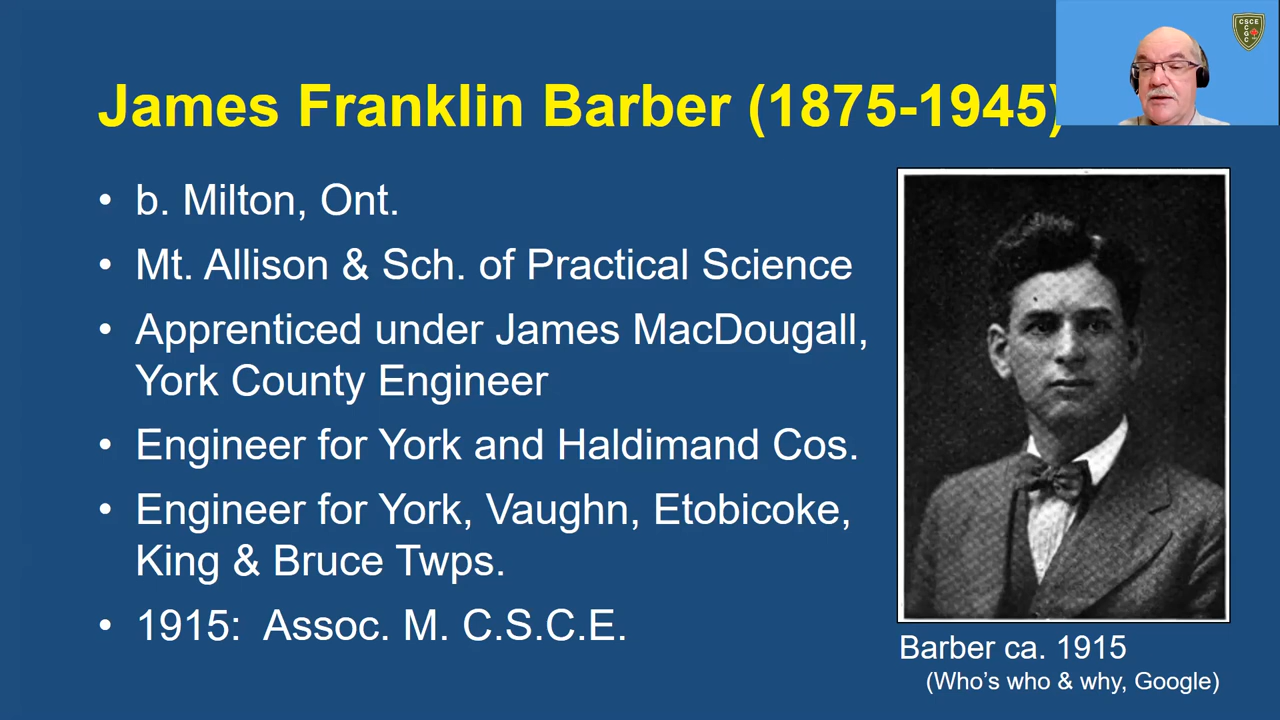 CSCE
CGC
James Franklin Barber (1875-1945)
• b. Milton, Ont.
• Mt. Allison & Sch. of Practical Science
• Apprenticed under James MacDougall,
York County Engineer
• Engineer for York and Haldimand Cos.
• Engineer for York, Vaughn, Etobicoke,
King & Bruce Twps.
• 1915:  Assoc. M. C.S.C.E.
Barber ca. 1915
(Who's who & why, Google)